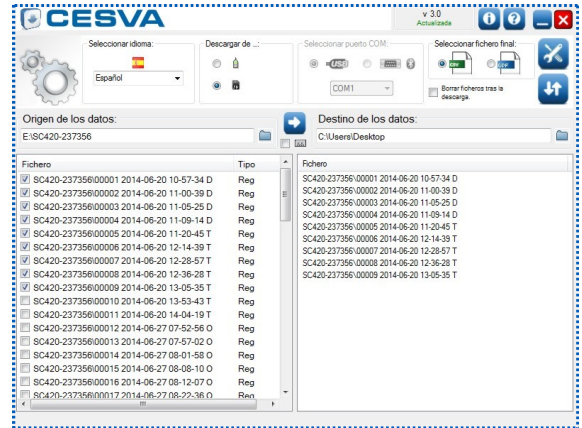 CESVA
v 3.0
Actualizada
Seleccionar idioma:
Español
Descargar de ...:
Seleccionar puerto COM:
USB
COM1
Seleccionar fichero final:
CSV
Borrar ficheros tras la
descarga.
Origen de los datos:
E:\SC420-237356
Destino de los datos:
C:\Users\Desktop
Fichero Tipo
SC420-237356\00001 2014-06-20 10-57-34 D Reg
SC420-237356\00002 2014-06-20 11-00-39 D Reg
SC420-237356\00003 2014-06-20 11-05-25 D Reg
SC420-237356\00004 2014-06-20 11-09-14 D Reg
SC420-237356\00005 2014-06-20 11-20-45 T Reg
SC420-237356\00006 2014-06-20 12-14-39 T Reg
SC420-237356\00007 2014-06-20 12-28-57 T Reg
SC420-237356\00008 2014-06-20 12-36-28 T Reg
SC420-237356\00009 2014-06-20 13-05-35 T Reg
SC420-237356\00010 2014-06-20 13-53-43 T Reg
SC420-237356\00011 2014-06-20 14-04-19 T Reg
SC420-237356\00012 2014-06-27 07-52-56 O Reg
SC420-237356\00013 2014-06-27 07-57-02 O Reg
SC420-237356\00014 2014-06-27 08-01-58 O Reg
SC420-237356\00015 2014-06-27 08-08-10 O Reg
SC420-237356\00016 2014-06-27 08-12-07 O Reg
SC420-237356\00017 2014-06-27 08-22-36 O Reg
Fichero
SC420-237356\00001 2014-06-20 10-57-34 D
SC420-237356\00002 2014-06-20 11-00-39 D
SC420-237356\00003 2014-06-20 11-05-25 D
SC420-237356\00004 2014-06-20 11-09-14 D
SC420-237356\00005 2014-06-20 11-20-45 T
SC420-237356\00006 2014-06-20 12-14-39 T
SC420-237356\00007 2014-06-20 12-28-57 T
SC420-237356\00008 2014-06-20 12-36-28 T
SC420-237356\00009 2014-06-20 13-05-35 T